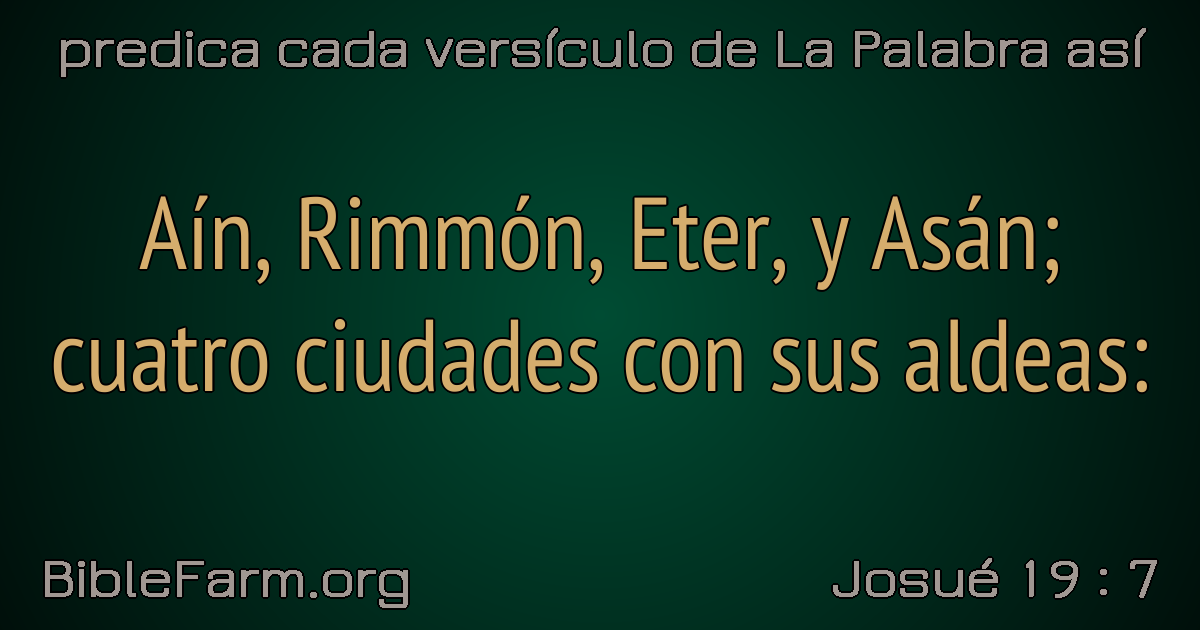 predica cada versículo de La Palabra así
Aín, Rimmón, Eter, y Asán;
cuatro ciudades con sus aldeas:
BibleFarm.org
Josué 19 : 7